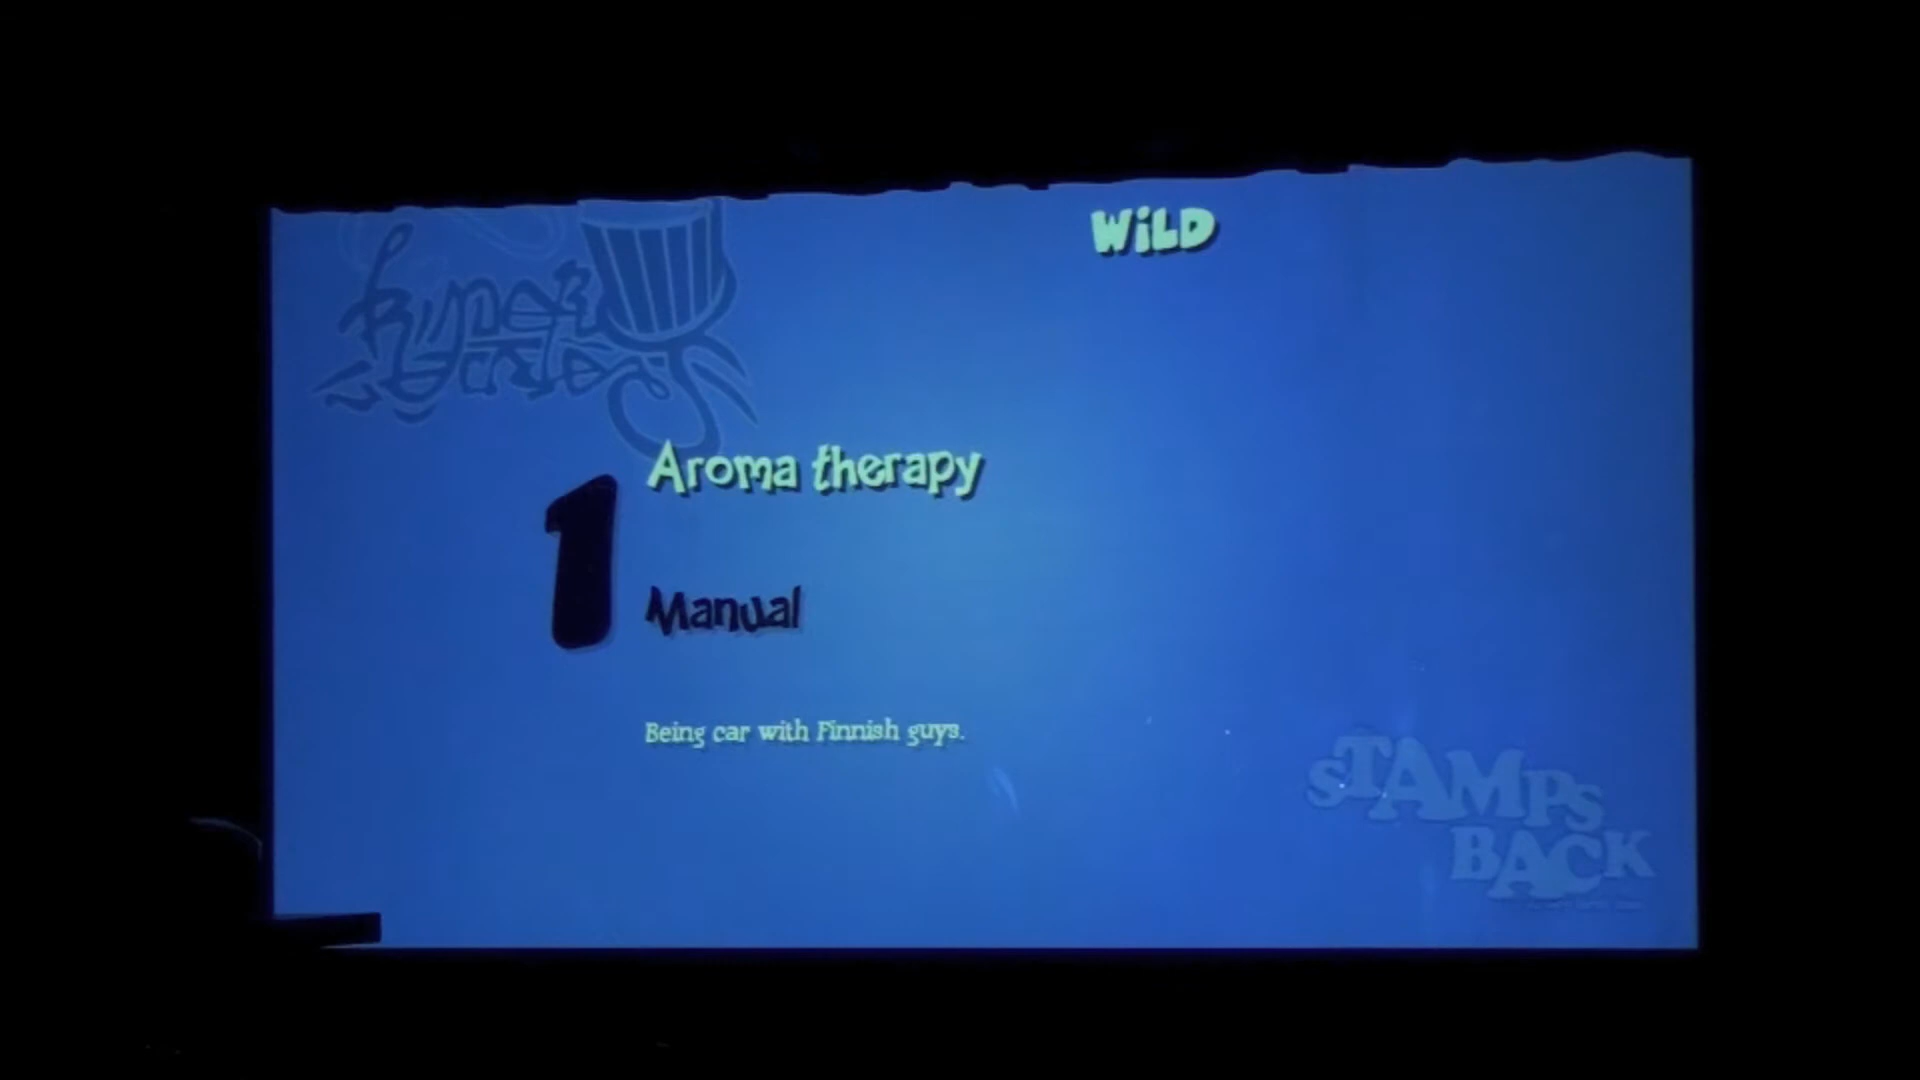 WiLD
Aroma therapy
1
Manual
Being car with Finnish guys.
STAMPS
BACK